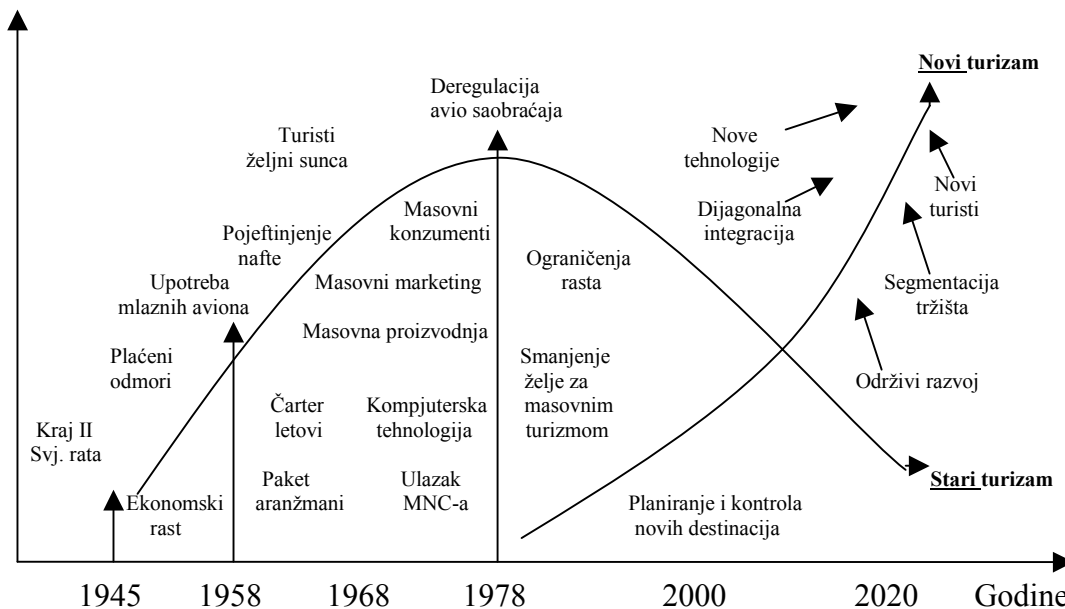 Novi turizam
Deregulacija
avio saobraćaja
Turisti
željni sunca
Nove
tehnologije
Novi
turisti
Masovni
konzumenti
Dijagonalna
integracija
Pojeftinjenje
nafte
Ograničenja
rasta
Upotreba
mlaznih aviona
Masovni marketing
Segmentacija
tržišta
Masovna proizvodnja
Plaćeni
odmori
Smanjenje
želje za
masovnim
turizmom
Održivi razvoj
Čarter
letovi
Kompjuterska
tehnologija
Kraj II
Svj. rata
Ekonomski
rast
Paket
aranžmani
Ulazak
MNC-a
Planiranje i kontrola
novih destinacija
Stari turizam
1945 1958 1968 1978 2000 2020 Godine